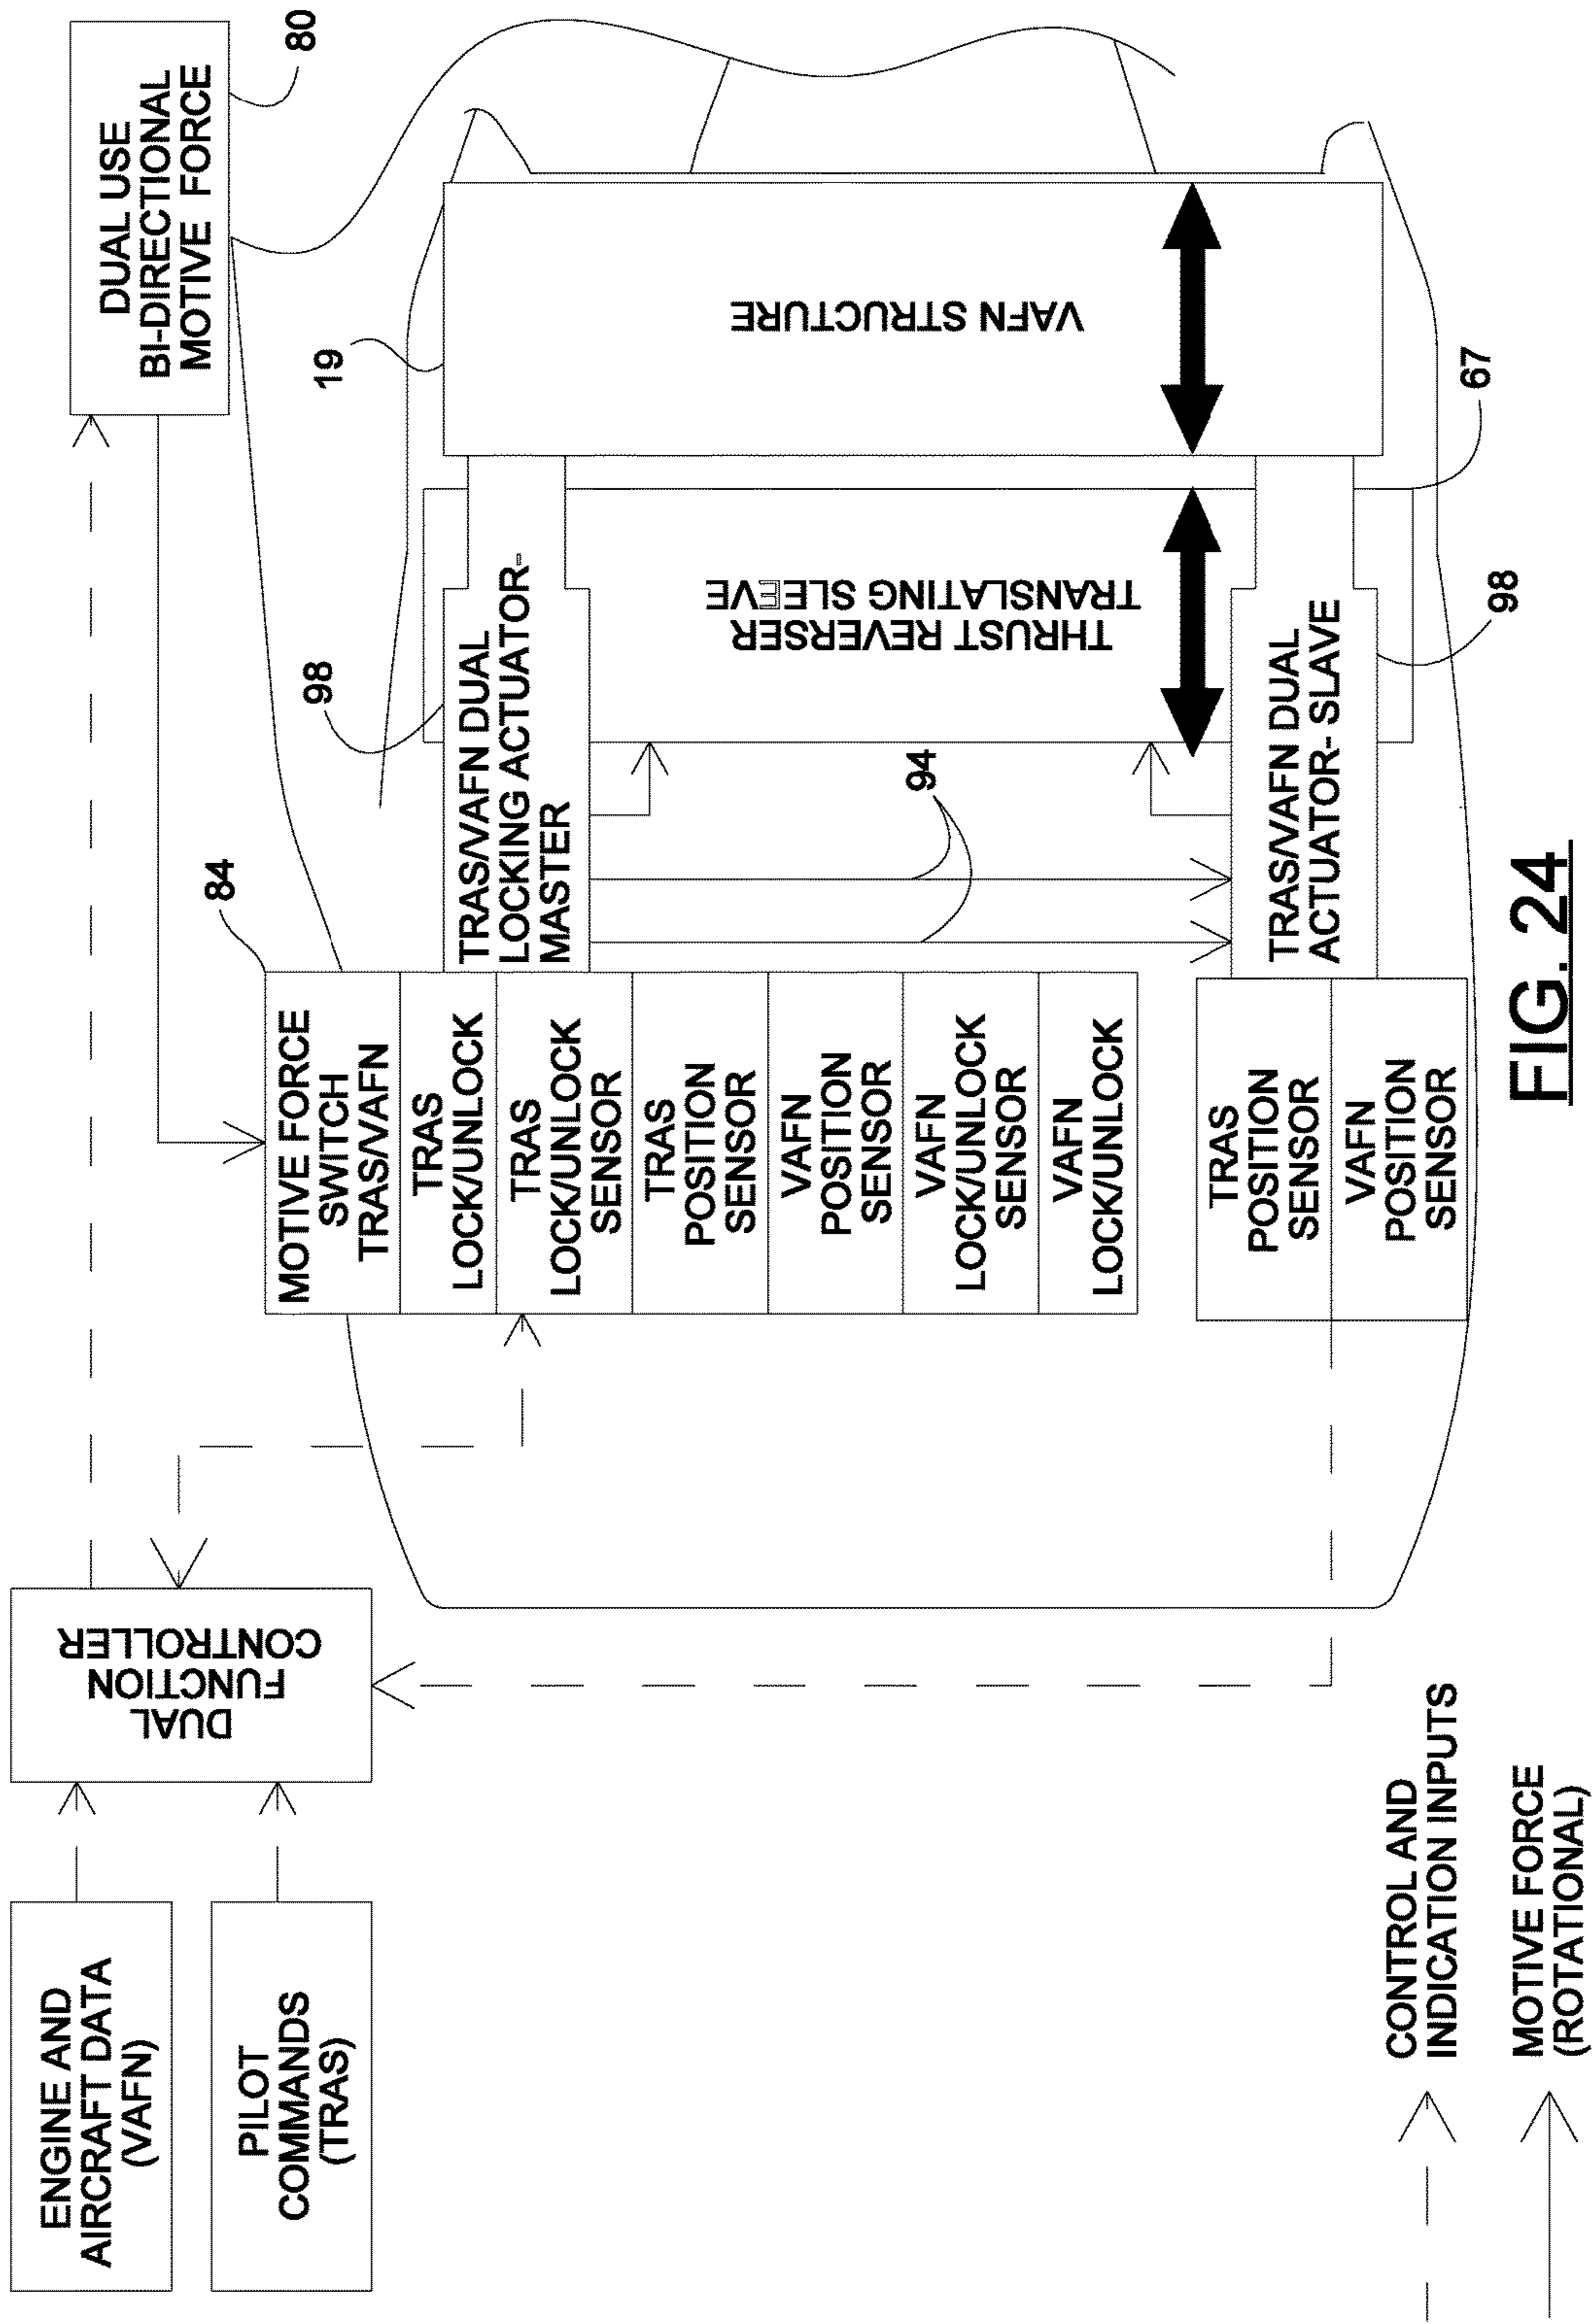 ENGINE AND
AIRCRAFT DATA
(VAFN)
PILOT
COMMANDS
(TRAS)
DUAL
FUNCTION
CONTROLLER
DUAL USE
BI-DIRECTIONAL
MOTIVE FORCE
80
84
MOTIVE FORCE
SWITCH
TRAS/VAFN
TRAS
LOCK/UNLOCK
TRAS
LOCK/UNLOCK
SENSOR
TRAS
POSITION
SENSOR
VAFN
POSITION
SENSOR
VAFN
LOCK/UNLOCK
SENSOR
VAFN
LOCK/UNLOCK
TRAS
POSITION
SENSOR
VAFN
POSITION
SENSOR
98
TRAS/VAFN DUAL
LOCKING ACTUATOR-
MASTER
94
THRUST REVERSER
TRANSLATING SLEEVE
19
VAFN STRUCTURE
67
TRAS/VAFN DUAL
ACTUATOR- SLAVE
98
CONTROL AND
INDICATION INPUTS
MOTIVE FORCE
(ROTATIONAL)
FIG. 24